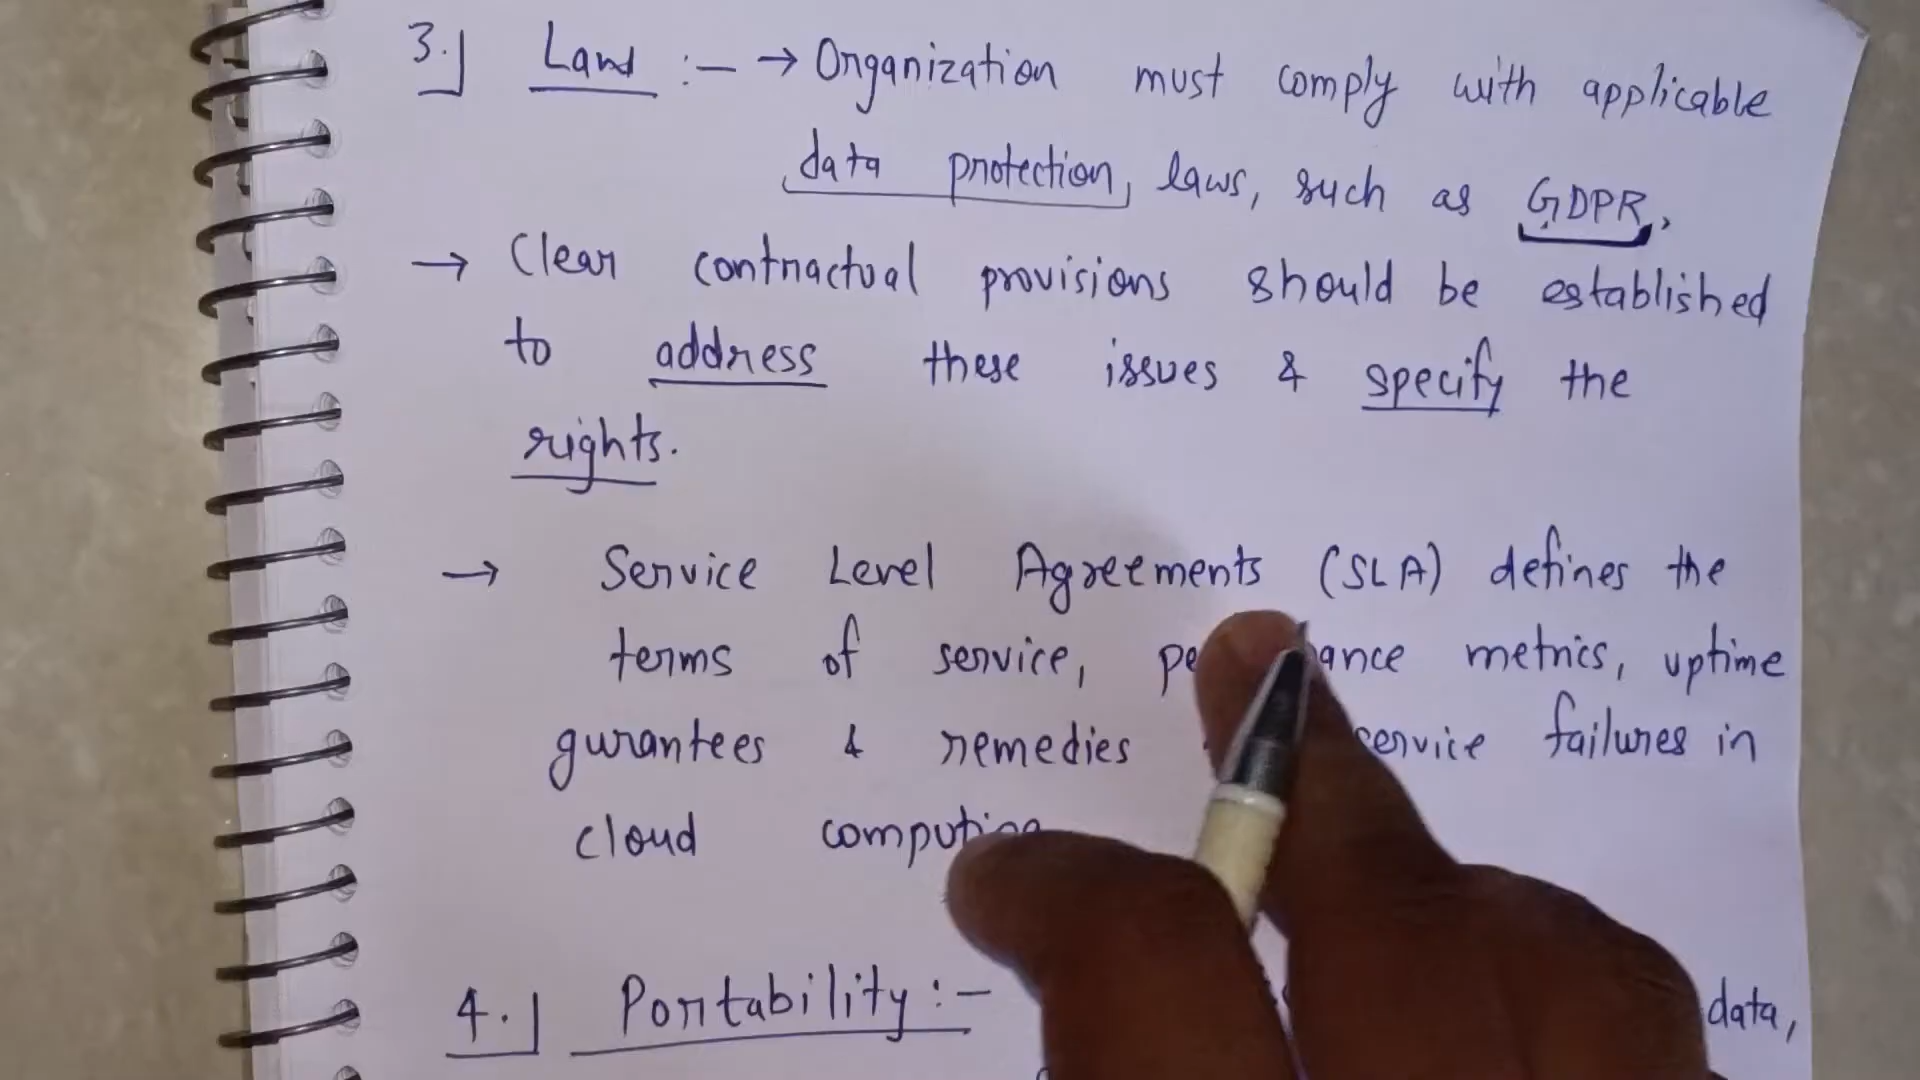 3.] Law :- → Organization must comply with applicable
data protection, laws, such as GDPR,
→ Clear contractual provisions should be established
to address these issues & specify the
rights.
→ Service Level Agreements (SLA) defines the
terms of service, metrics, uptime
gurantees & remedies service failures in
cloud computing
4.] Portability :- data,